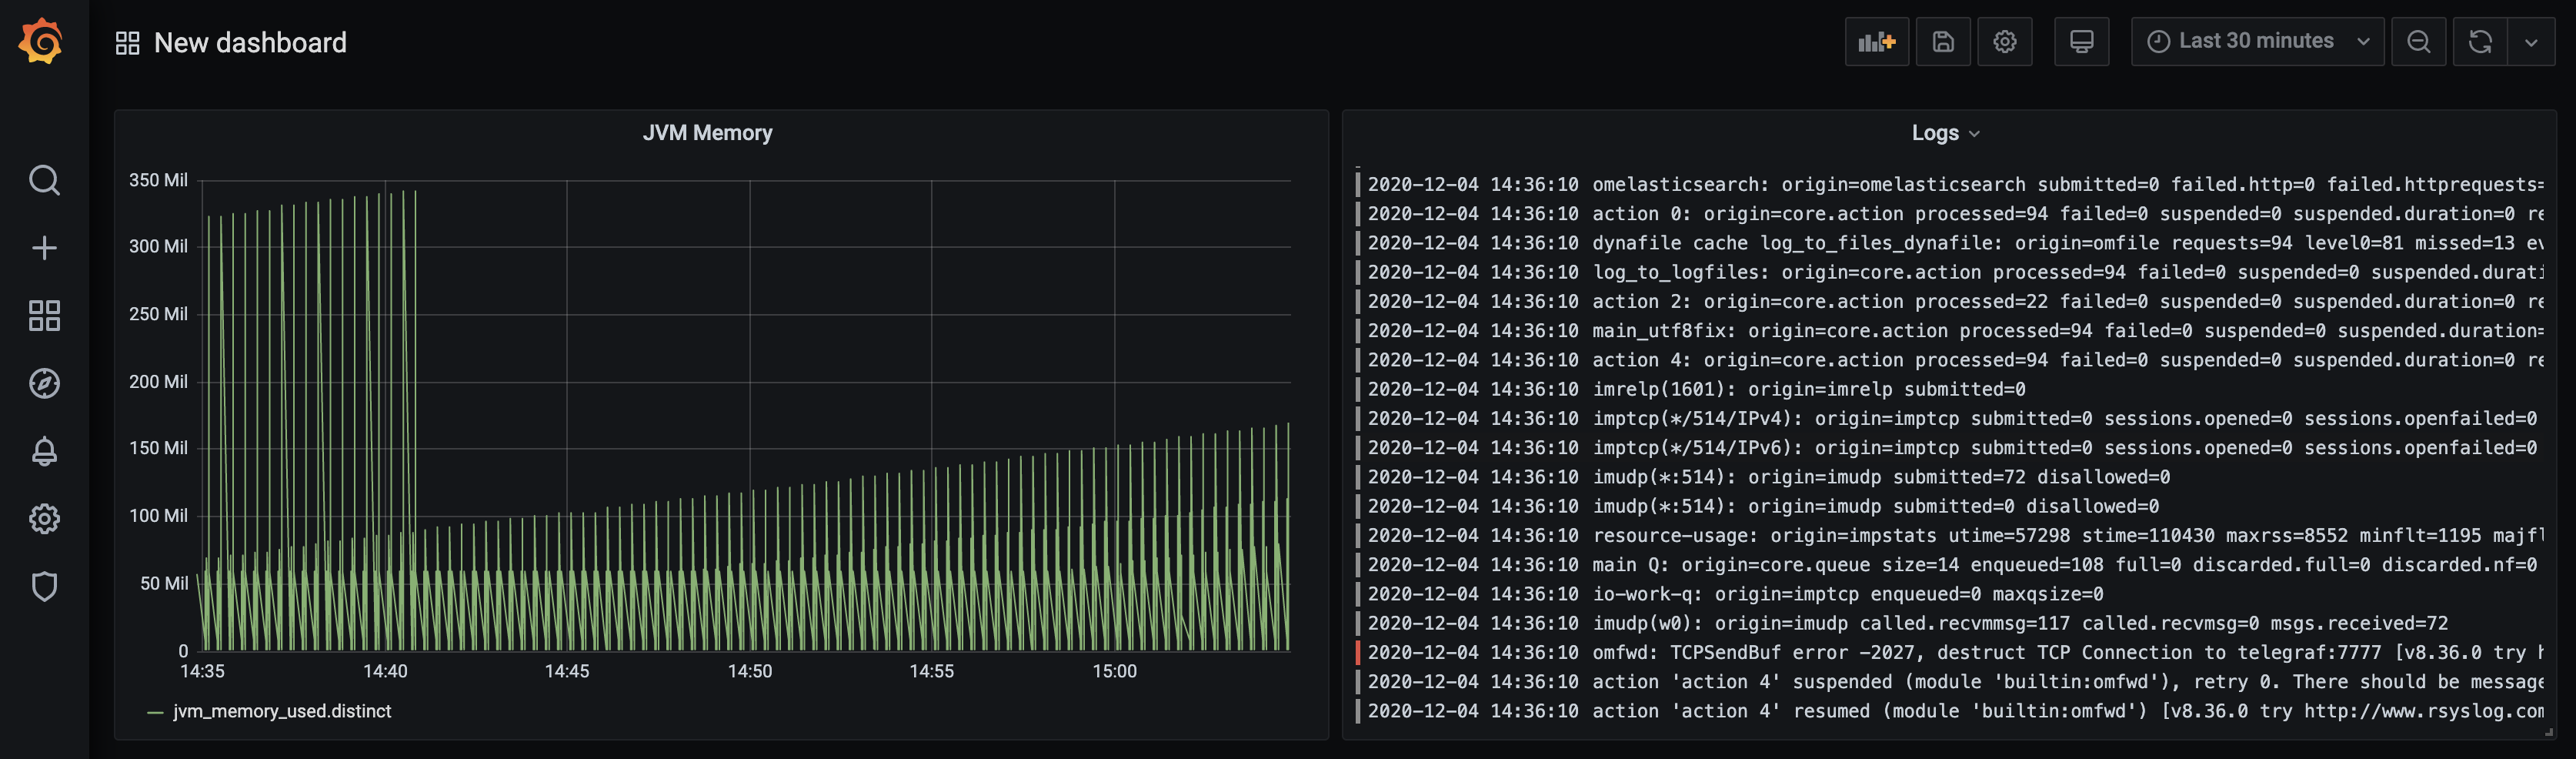 New dashboard
Last 30 minutes
JVM Memory
350 Mil
300 Mil
250 Mil
200 Mil
150 Mil
100 Mil
50 Mil
0
14:35 14:40 14:45 14:50 14:55 15:00
jvm_memory_used.distinct
Logs
2020-12-04 14:36:10 omelasticsearch: origin=omelasticsearch submitted=0 failed.http=0 failed.httprequests=
2020-12-04 14:36:10 action 0: origin=core.action processed=94 failed=0 suspended=0 suspended.duration=0 re
2020-12-04 14:36:10 dynafile cache log_to_files_dynafile: origin=omfile requests=94 level0=81 missed=13 ev
2020-12-04 14:36:10 log_to_logfiles: origin=core.action processed=94 failed=0 suspended=0 suspended.durati
2020-12-04 14:36:10 action 2: origin=core.action processed=22 failed=0 suspended=0 suspended.duration=0 re
2020-12-04 14:36:10 main_utf8fix: origin=core.action processed=94 failed=0 suspended=0 suspended.duration=
2020-12-04 14:36:10 action 4: origin=core.action processed=94 failed=0 suspended=0 suspended.duration=0 re
2020-12-04 14:36:10 imrelp(1601): origin=imrelp submitted=0
2020-12-04 14:36:10 imptcp(*/514/IPv4): origin=imptcp submitted=0 sessions.opened=0 sessions.openfailed=0
2020-12-04 14:36:10 imptcp(*/514/IPv6): origin=imptcp submitted=0 sessions.opened=0 sessions.openfailed=0
2020-12-04 14:36:10 imudp(*:514): origin=imudp submitted=72 disallowed=0
2020-12-04 14:36:10 imudp(*:514): origin=imudp submitted=0 disallowed=0
2020-12-04 14:36:10 resource-usage: origin=impstats utime=57298 stime=110430 maxrss=8552 minflt=1195 majfl
2020-12-04 14:36:10 main Q: origin=core.queue size=14 enqueued=108 full=0 discarded.full=0 discarded.nf=0
2020-12-04 14:36:10 io-work-q: origin=imptcp enqueued=0 maxqsize=0
2020-12-04 14:36:10 imudp(w0): origin=imudp called.recvmmsg=117 called.recvmsg=0 msgs.received=72
2020-12-04 14:36:10 omfwd: TCPSendBuf error -2027, destruct TCP Connection to telegraf:7777 [v8.36.0 try h
2020-12-04 14:36:10 action 'action 4' suspended (module 'builtin:omfwd'), retry 0. There should be message
2020-12-04 14:36:10 action 'action 4' resumed (module 'builtin:omfwd') [v8.36.0 try http://www.rsyslog.com